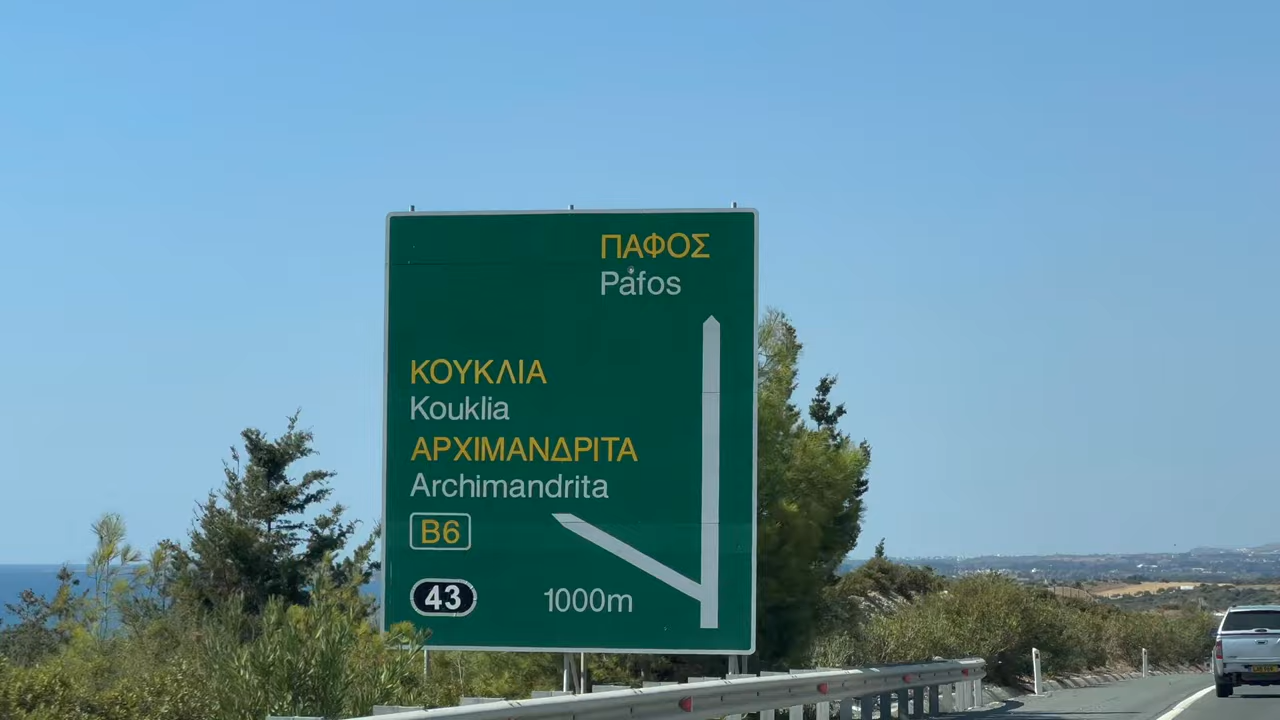 ΠΑΦΟΣ
Pafos
ΚΟΥΚΛΙΑ
Kouklia
ΑΡΧΙΜΑΝΔΡΙΤΑ
Archimandrita
B6
43
1000m